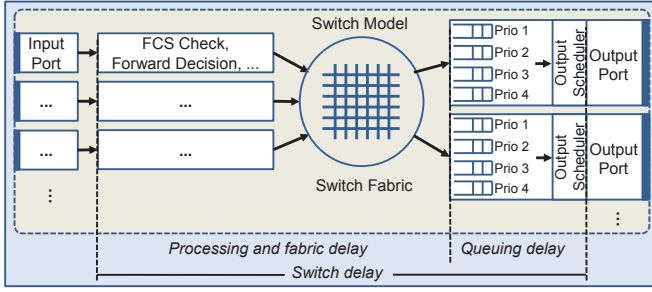 Switch Model
Input Port
FCS Check, Forward Decision, ...
...
...
...
...
...
Switch Fabric
Prio 1
Prio 2
Prio 3
Prio 4
Output Scheduler
Output Port
Prio 1
Prio 2
Prio 3
Prio 4
Output Scheduler
Output Port
...
Processing and fabric delay
Queuing delay
Switch delay